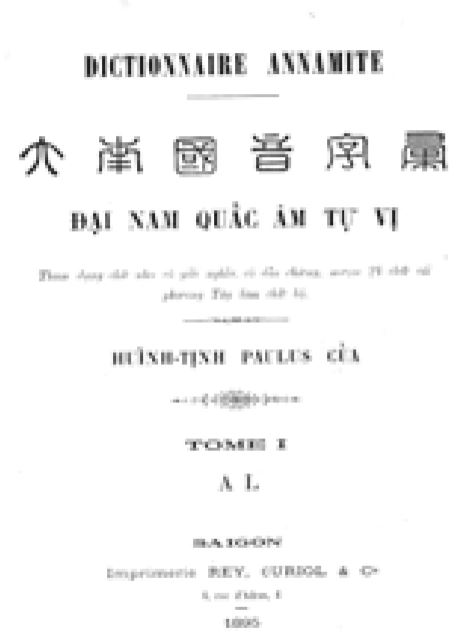 DICTIONNAIRE ANNAMITE
大南國音字彙
ĐẠI NAM QUẤC ÂM TỰ VỊ
HUÌNH-TỊNH PAULUS CỦA
TOME I
A L
SAIGON
Imprimerie REY, CURIOL & Cie
1895